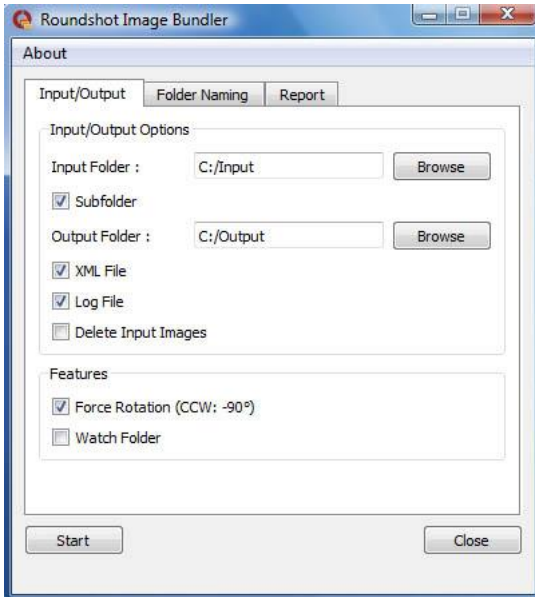 Roundshot Image Bundler
About
Input/Output Folder Naming Report
Input/Output Options
Input Folder : C:/Input Browse
Subfolder
Output Folder : C:/Output Browse
XML File
Log File
Delete Input Images
Features
Force Rotation (CCW: -90°)
Watch Folder
Start Close